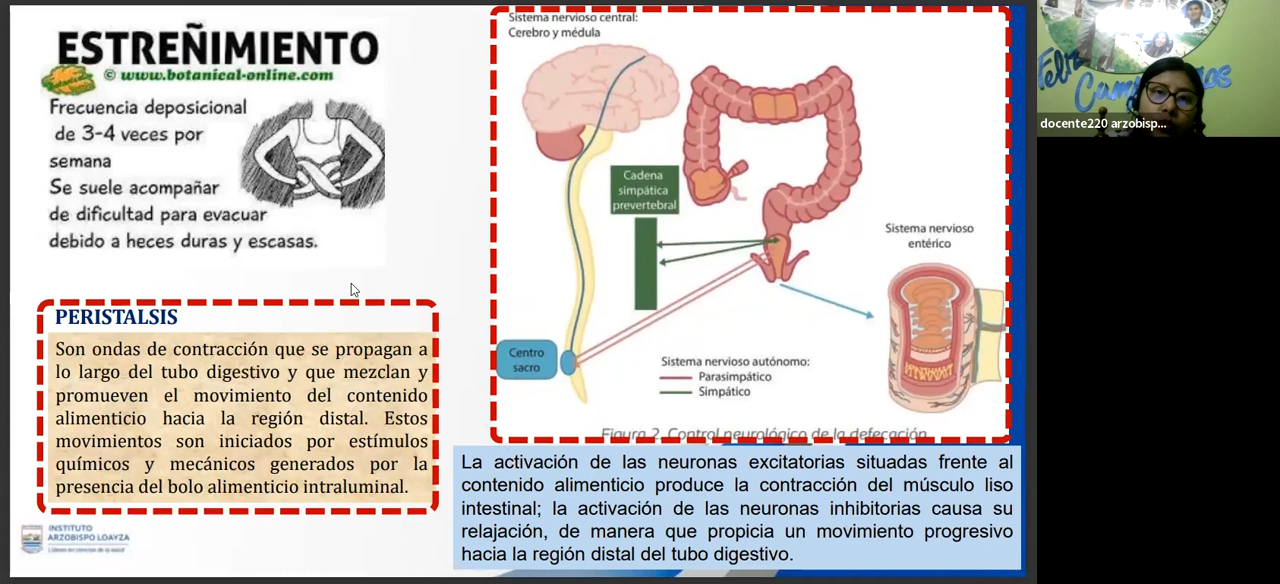 ESTREÑIMIENTO
© www.botanical-online.com
Frecuencia deposicional
de 3-4 veces por
semana
Se suele acompañar
de dificultad para evacuar
debido a heces duras y escasas.
PERISTALSIS
Son ondas de contracción que se propagan a
lo largo del tubo digestivo y que mezclan y
promueven el movimiento del contenido
alimenticio hacia la región distal. Estos
movimientos son iniciados por estímulos
químicos y mecánicos generados por la
presencia del bolo alimenticio intraluminal.
INSTITUTO
ARZOBISPO LOAYZA
Líderes en ciencias de la salud
Sistema nervioso central:
Cerebro y médula
Cadena
simpática
prevertebral
Sistema nervioso
entérico
Centro
sacro
Sistema nervioso autónomo:
Parasimpático
Simpático
Figura 2. Control neurológico de la defecación
La activación de las neuronas excitatorias situadas frente al
contenido alimenticio produce la contracción del músculo liso
intestinal; la activación de las neuronas inhibitorias causa su
relajación, de manera que propicia un movimiento progresivo
hacia la región distal del tubo digestivo.
Feliz
docente220 arzobisp...